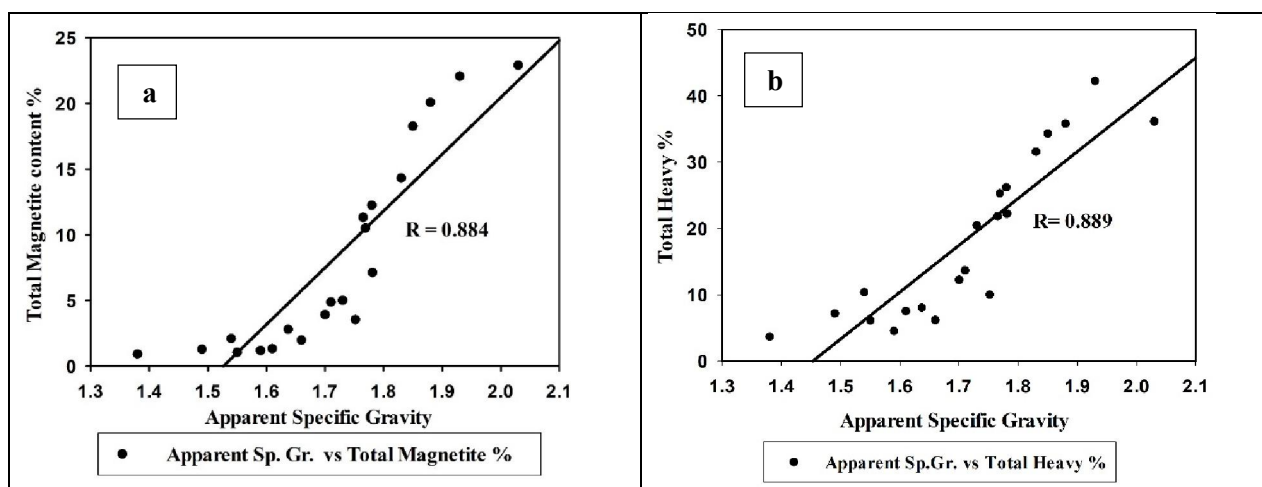 a
25
20
15
10
5
0
Total Magnetite content %
R = 0.884
1.3 1.4 1.5 1.6 1.7 1.8 1.9 2.0 2.1
Apparent Specific Gravity
Apparent Sp. Gr. vs Total Magnetite %
b
50
40
30
20
10
0
Total Heavy %
R= 0.889
1.3 1.4 1.5 1.6 1.7 1.8 1.9 2.0 2.1
Apparent Specific Gravity
Apparent Sp.Gr. vs Total Heavy %